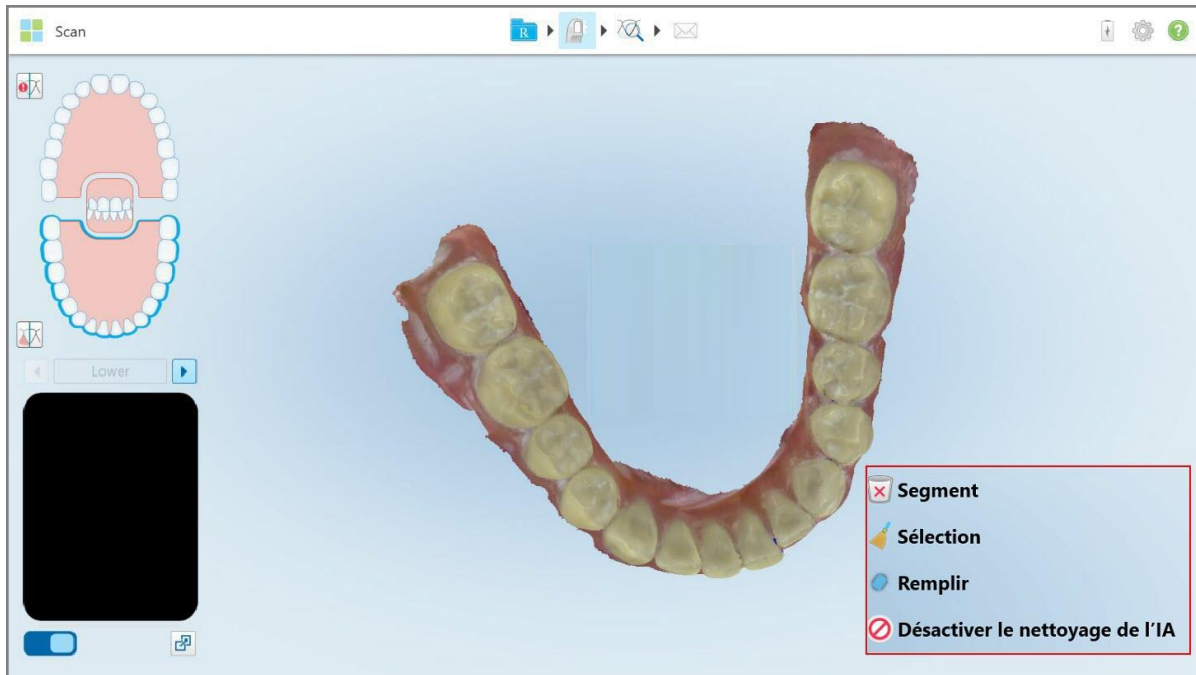 Scan
R
Lower
Segment
Sélection
Remplir
Désactiver le nettoyage de l'IA